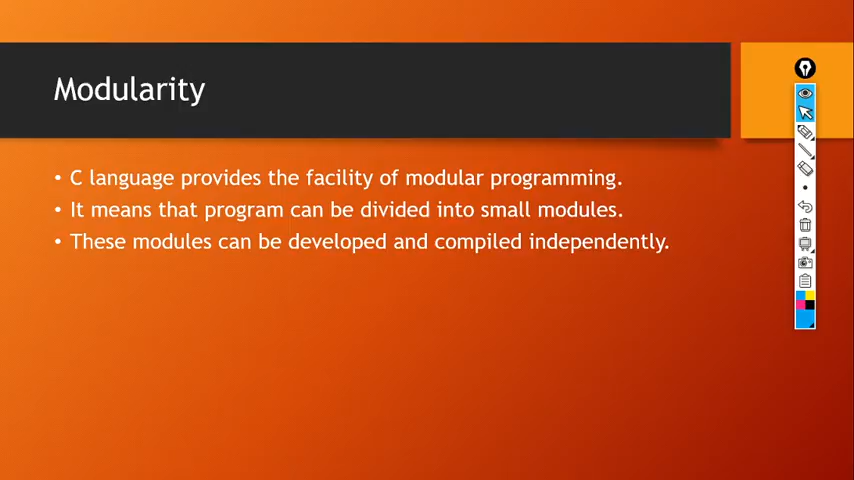 Modularity
• C language provides the facility of modular programming.
• It means that program can be divided into small modules.
• These modules can be developed and compiled independently.